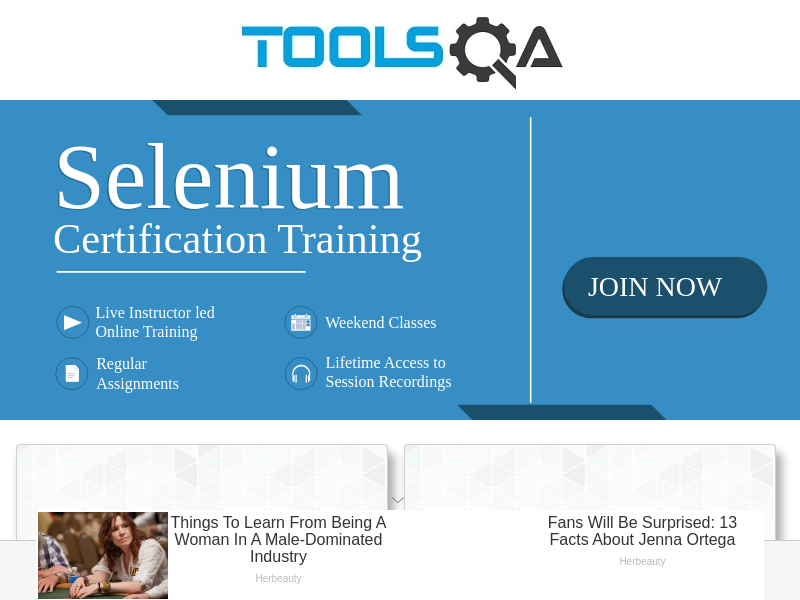 TOOLSQA
Selenium
Certification Training
JOIN NOW
Live Instructor led
Online Training
Weekend Classes
Regular
Assignments
Lifetime Access to
Session Recordings
Things To Learn From Being A
Woman In A Male-Dominated
Industry
Herbeauty
Fans Will Be Surprised: 13
Facts About Jenna Ortega
Herbeauty